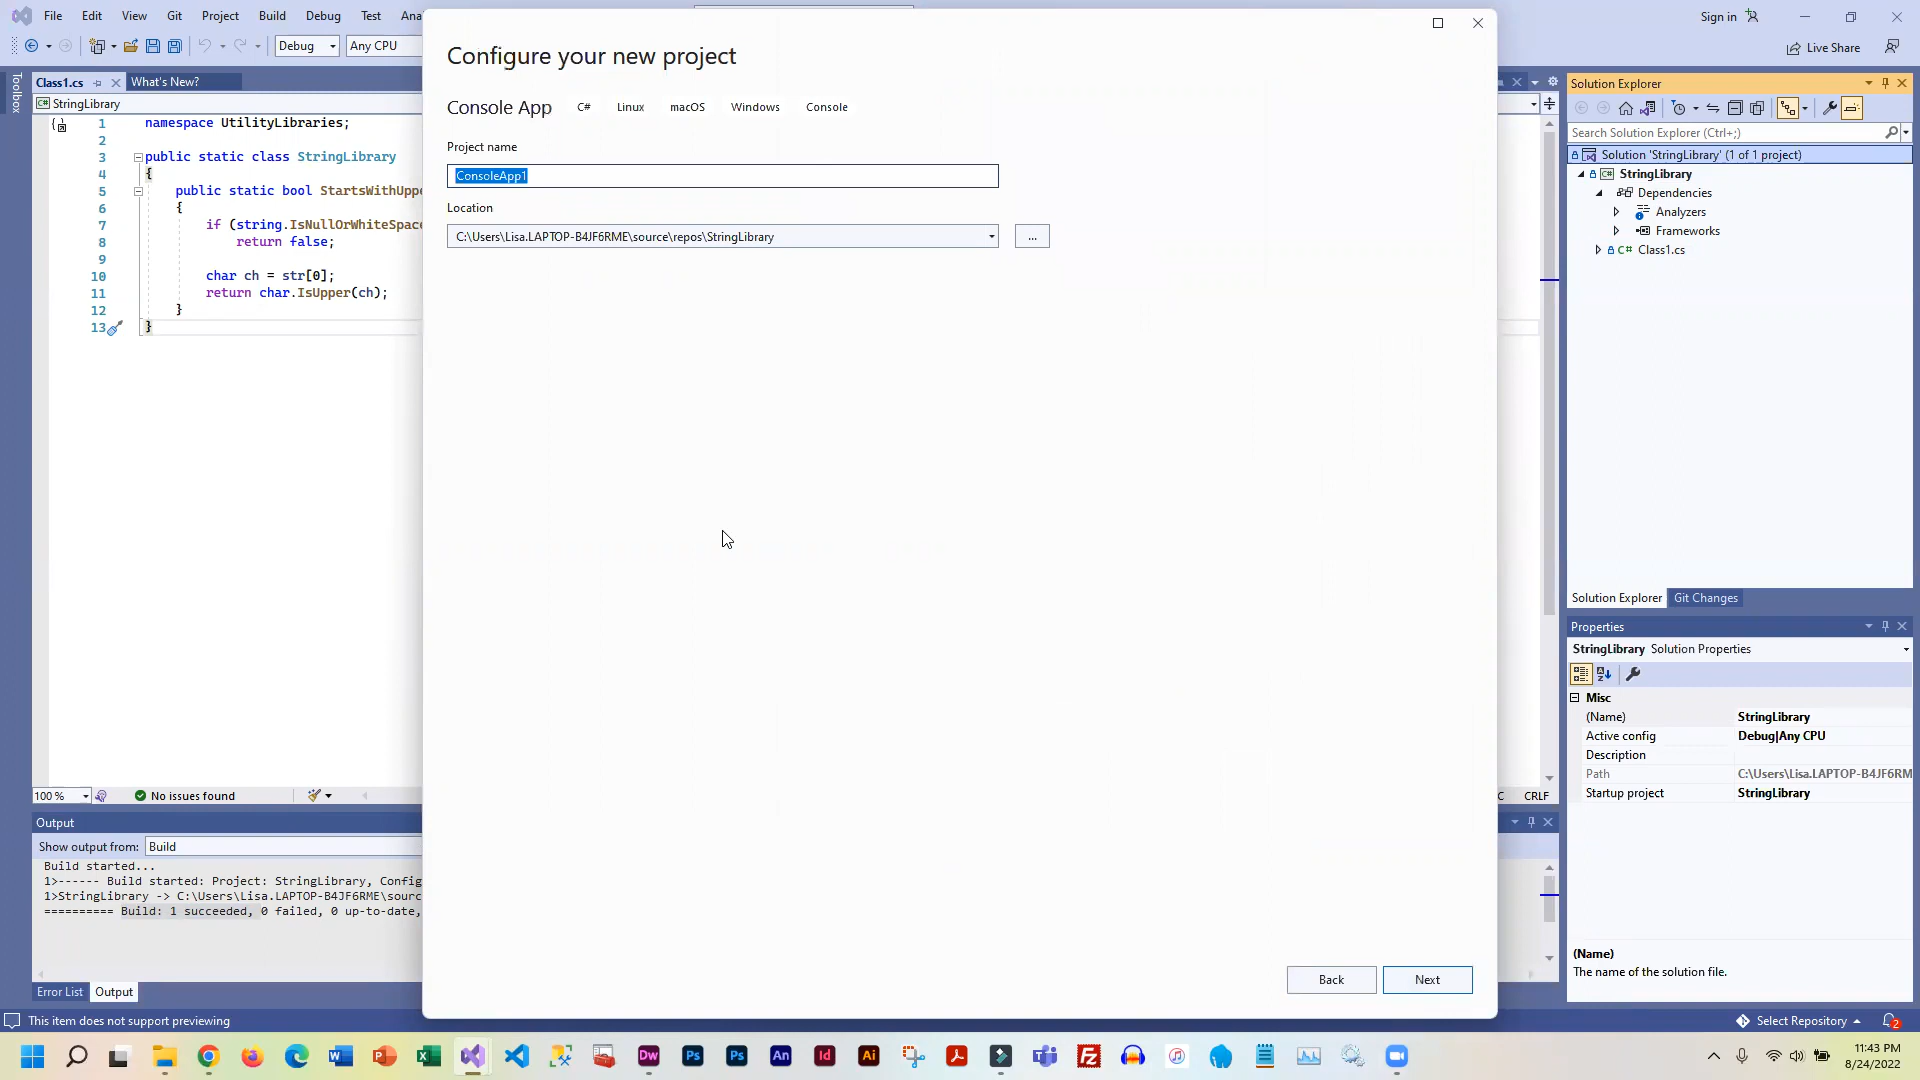 File Edit View Git Project Build Debug Test Ana
Sign in
Debug Any CPU
Live Share
Toolbox
Class1.cs
What's New?
StringLibrary
1 namespace UtilityLibraries;
2
3 public static class StringLibrary
4 {
5 public static bool StartsWithUppe
6 {
7 if (string.IsNullOrWhiteSpace
8 return false;
9
10 char ch = str[0];
11 return char.IsUpper(ch);
12 }
13 }
100 %
No issues found
CRLF
Output
Show output from: Build
Build started...
1>------ Build started: Project: StringLibrary, Config
1>StringLibrary -> C:\Users\Lisa.LAPTOP-B4JF6RME\sourc
========== Build: 1 succeeded, 0 failed, 0 up-to-date,
Error List Output
This item does not support previewing
Configure your new project
Console App C# Linux macOS Windows Console
Project name
ConsoleApp1
Location
C:\Users\Lisa.LAPTOP-B4JF6RME\source\repos\StringLibrary
...
Back Next
Solution Explorer
Search Solution Explorer (Ctrl+;)
Solution 'StringLibrary' (1 of 1 project)
StringLibrary
Dependencies
Analyzers
Frameworks
C# Class1.cs
Solution Explorer Git Changes
Properties
StringLibrary Solution Properties
Misc
(Name) StringLibrary
Active config Debug|Any CPU
Description
Path C:\Users\Lisa.LAPTOP-B4JF6RM
Startup project StringLibrary
(Name)
The name of the solution file.
Select Repository
2
11:43 PM
8/24/2022